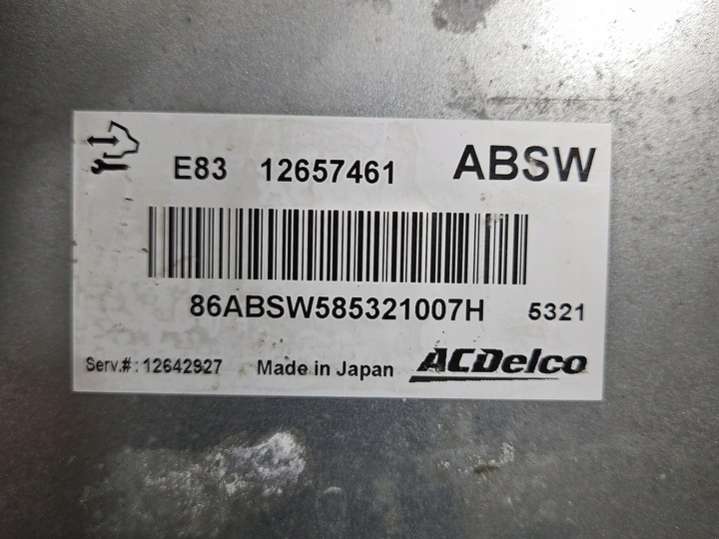 E83 12657461 ABSW
86ABSW585321007H 5321
Serv.#: 12642927 Made in Japan ACDelco